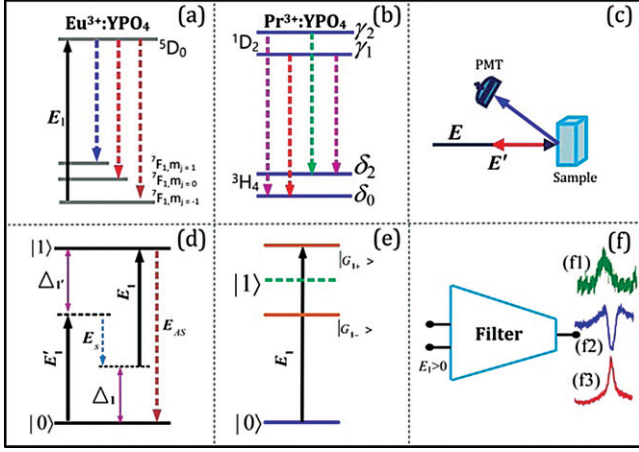 (a)
Eu³⁺:YPO₄
⁵D₀
E₁
⁷F₁,mⱼ₌₁
⁷F₁,mⱼ₌₀
⁷F₁,mⱼ₌₋₁
(b)
Pr³⁺:YPO₄
¹D₂
γ₂
γ₁
³H₄
δ₂
δ₀
(c)
PMT
E
E'
Sample
(d)
|1⟩
Δ₁'
E₁
E'₁
Eₛ
E_AS
Δ₁
|0⟩
(e)
|G₁₊ >
|1⟩
|G₁₋ >
E₁
|0⟩
(f)
(f1)
Filter
(f2)
E₁>0
(f3)